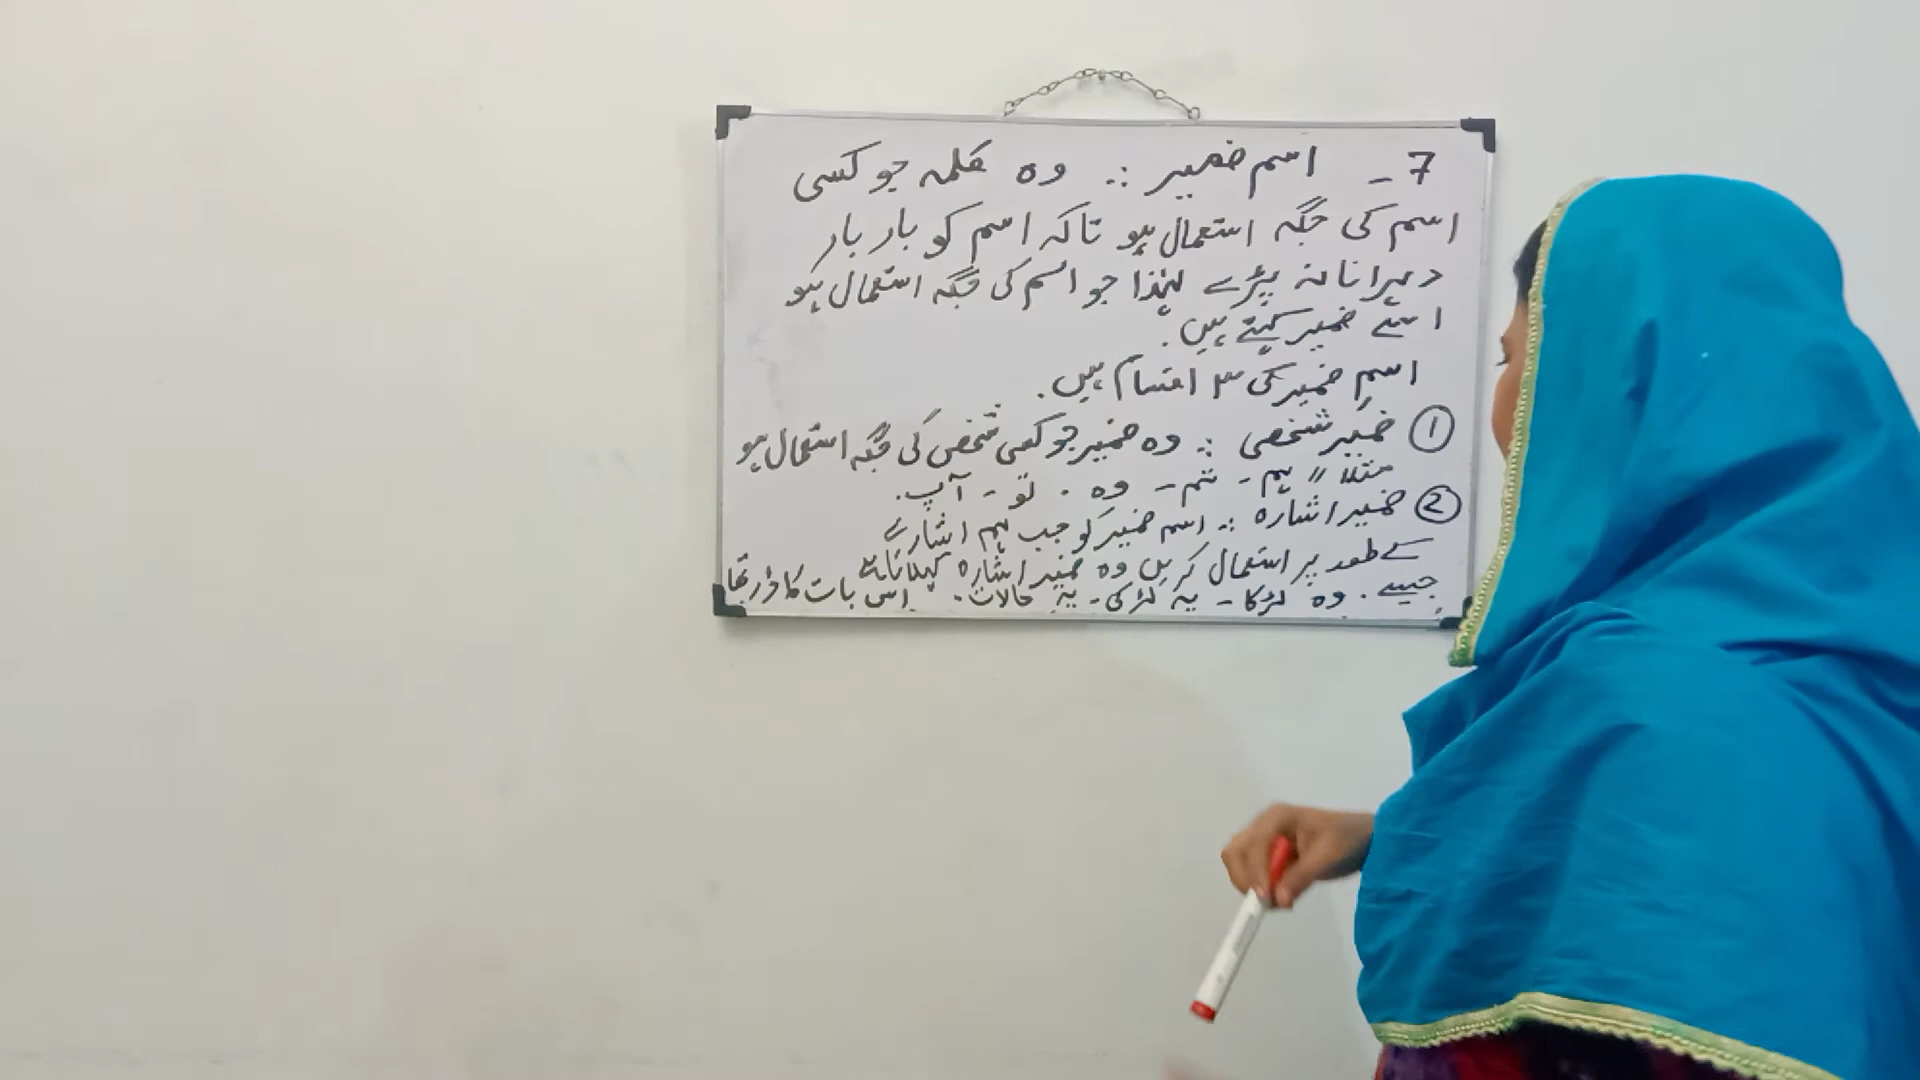 7 - اسم ضمیر :. وہ کلمہ جو کسی
اسم کی جگہ استعمال ہو تاکہ اسم کو بار بار
دہرانا نہ پڑے لہٰذا جو اسم کی جگہ استعمال ہو
اسے ضمیر کہتے ہیں.
اسم ضمیر کی ۳ اقسام ہیں.
① ضمیر شخصی :. وہ ضمیر جو کسی شخص کی جگہ استعمال ہو
مثلاً " ہم - تم - وہ - تو - آپ.
② ضمیر اشارہ :. اسم ضمیر کو جب ہم اشارے
کے طور پر استعمال کریں وہ ضمیر اشارہ کہلاتا ہے
جیسے . وہ لڑکا - یہ لڑکی - یہ حالات . اس بات کا ڈر تھا